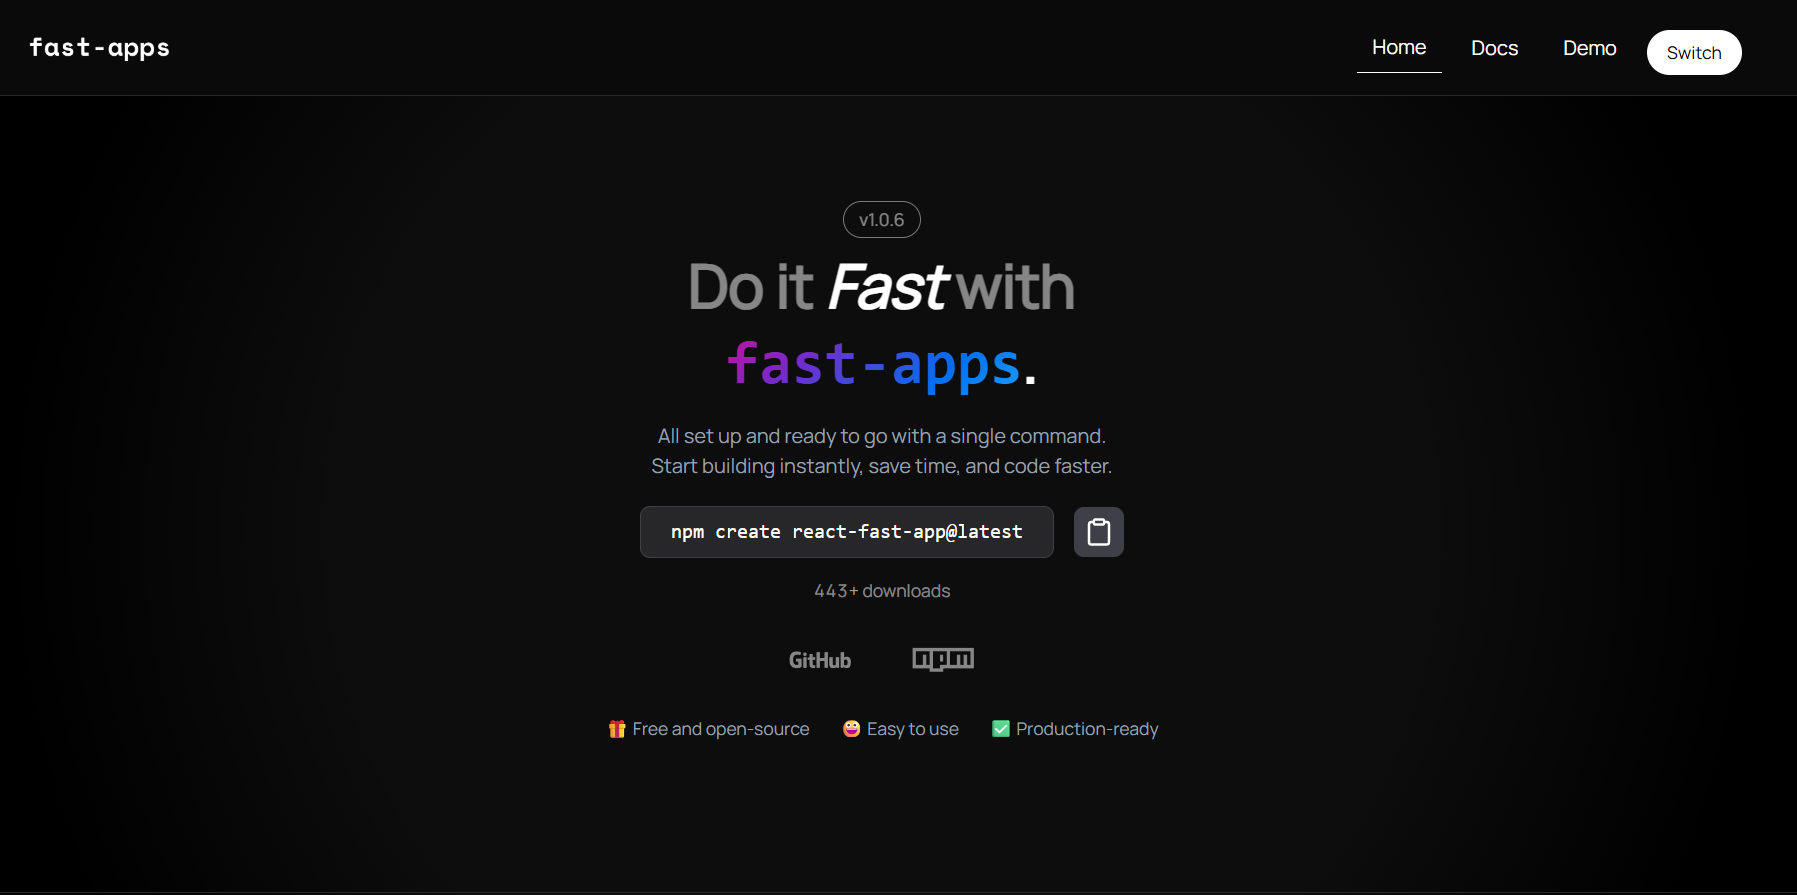 fast-apps
Home
Docs
Demo
Switch
v1.0.6
Do it Fast with
fast-apps.
All set up and ready to go with a single command.
Start building instantly, save time, and code faster.
npm create react-fast-app@latest
443+ downloads
GitHub
npm
🎁 Free and open-source
😀 Easy to use
✅ Production-ready